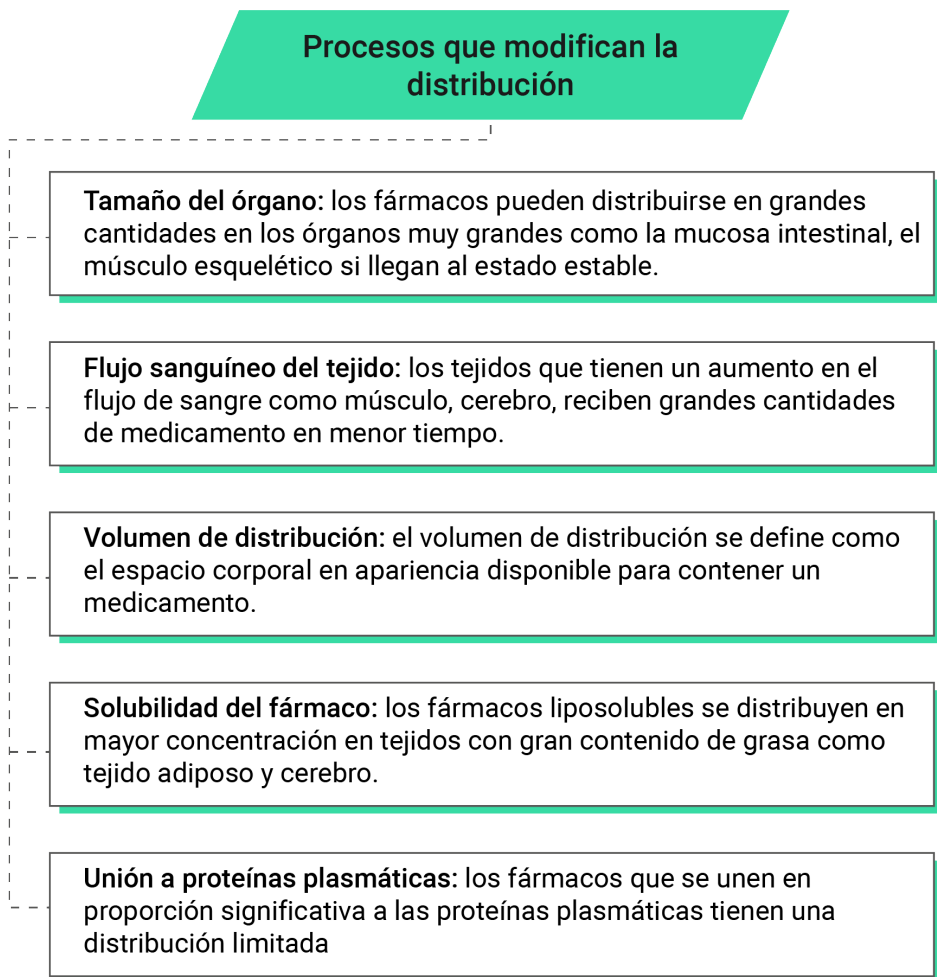 Procesos que modifican la
distribución
Tamaño del órgano: los fármacos pueden distribuirse en grandes
cantidades en los órganos muy grandes como la mucosa intestinal, el
músculo esquelético si llegan al estado estable.
Flujo sanguíneo del tejido: los tejidos que tienen un aumento en el
flujo de sangre como músculo, cerebro, reciben grandes cantidades
de medicamento en menor tiempo.
Volumen de distribución: el volumen de distribución se define como
el espacio corporal en apariencia disponible para contener un
medicamento.
Solubilidad del fármaco: los fármacos liposolubles se distribuyen en
mayor concentración en tejidos con gran contenido de grasa como
tejido adiposo y cerebro.
Unión a proteínas plasmáticas: los fármacos que se unen en
proporción significativa a las proteínas plasmáticas tienen una
distribución limitada